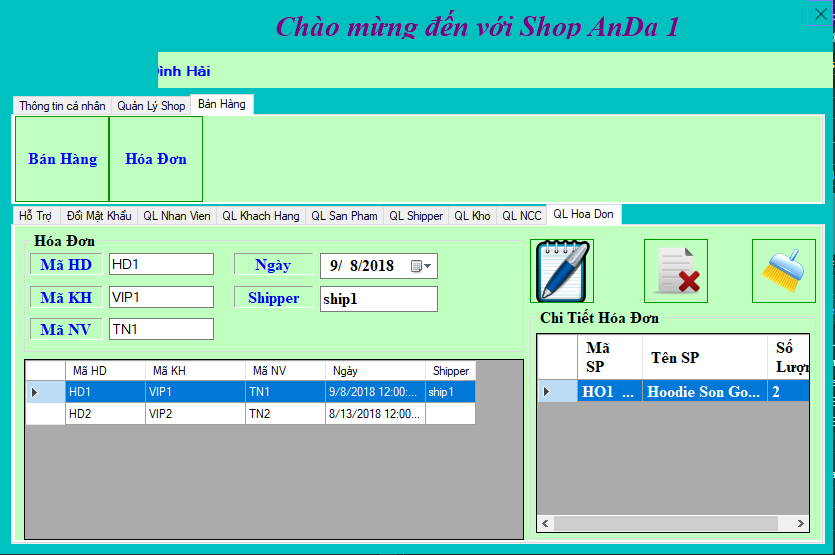 Chào mừng đến với Shop AnDa 1
Đình Hải
Thông tin cá nhân Quản Lý Shop Bán Hàng
Bán Hàng Hóa Đơn
Hỗ Trợ Đổi Mật Khẩu QL Nhan Vien QL Khach Hang QL San Pham QL Shipper QL Kho QL NCC QL Hoa Don
Hóa Đơn
Mã HD HD1 Ngày 9/ 8/2018
Mã KH VIP1 Shipper ship1
Mã NV TN1
Mã HD Mã KH Mã NV Ngày Shipper
HD1 VIP1 TN1 9/8/2018 12:00:... ship1
HD2 VIP2 TN2 8/13/2018 12:00...
Chi Tiết Hóa Đơn
Mã SP Tên SP Số Lượn
HO1 ... Hoodie Son Go... 2